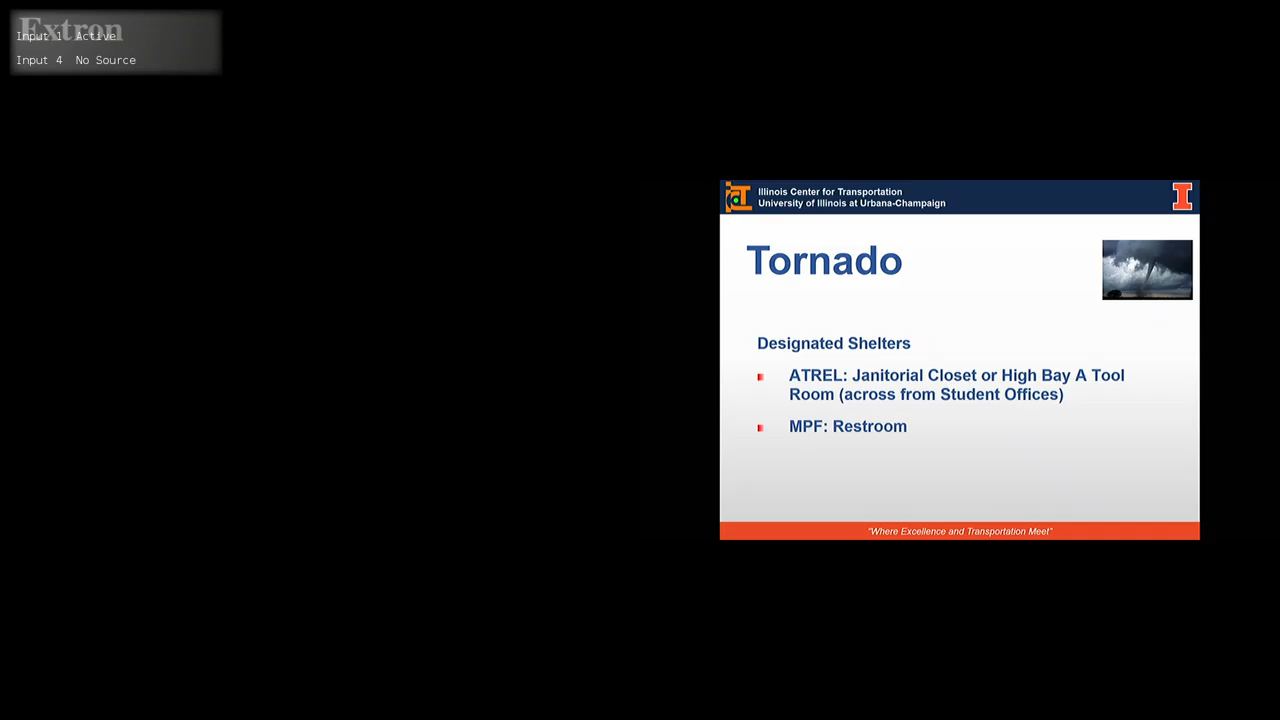 Extron
Input 1  Active
Input 4  No Source
Illinois Center for Transportation
University of Illinois at Urbana-Champaign
Tornado
Designated Shelters
ATREL: Janitorial Closet or High Bay A Tool
Room (across from Student Offices)
MPF: Restroom
"Where Excellence and Transportation Meet"